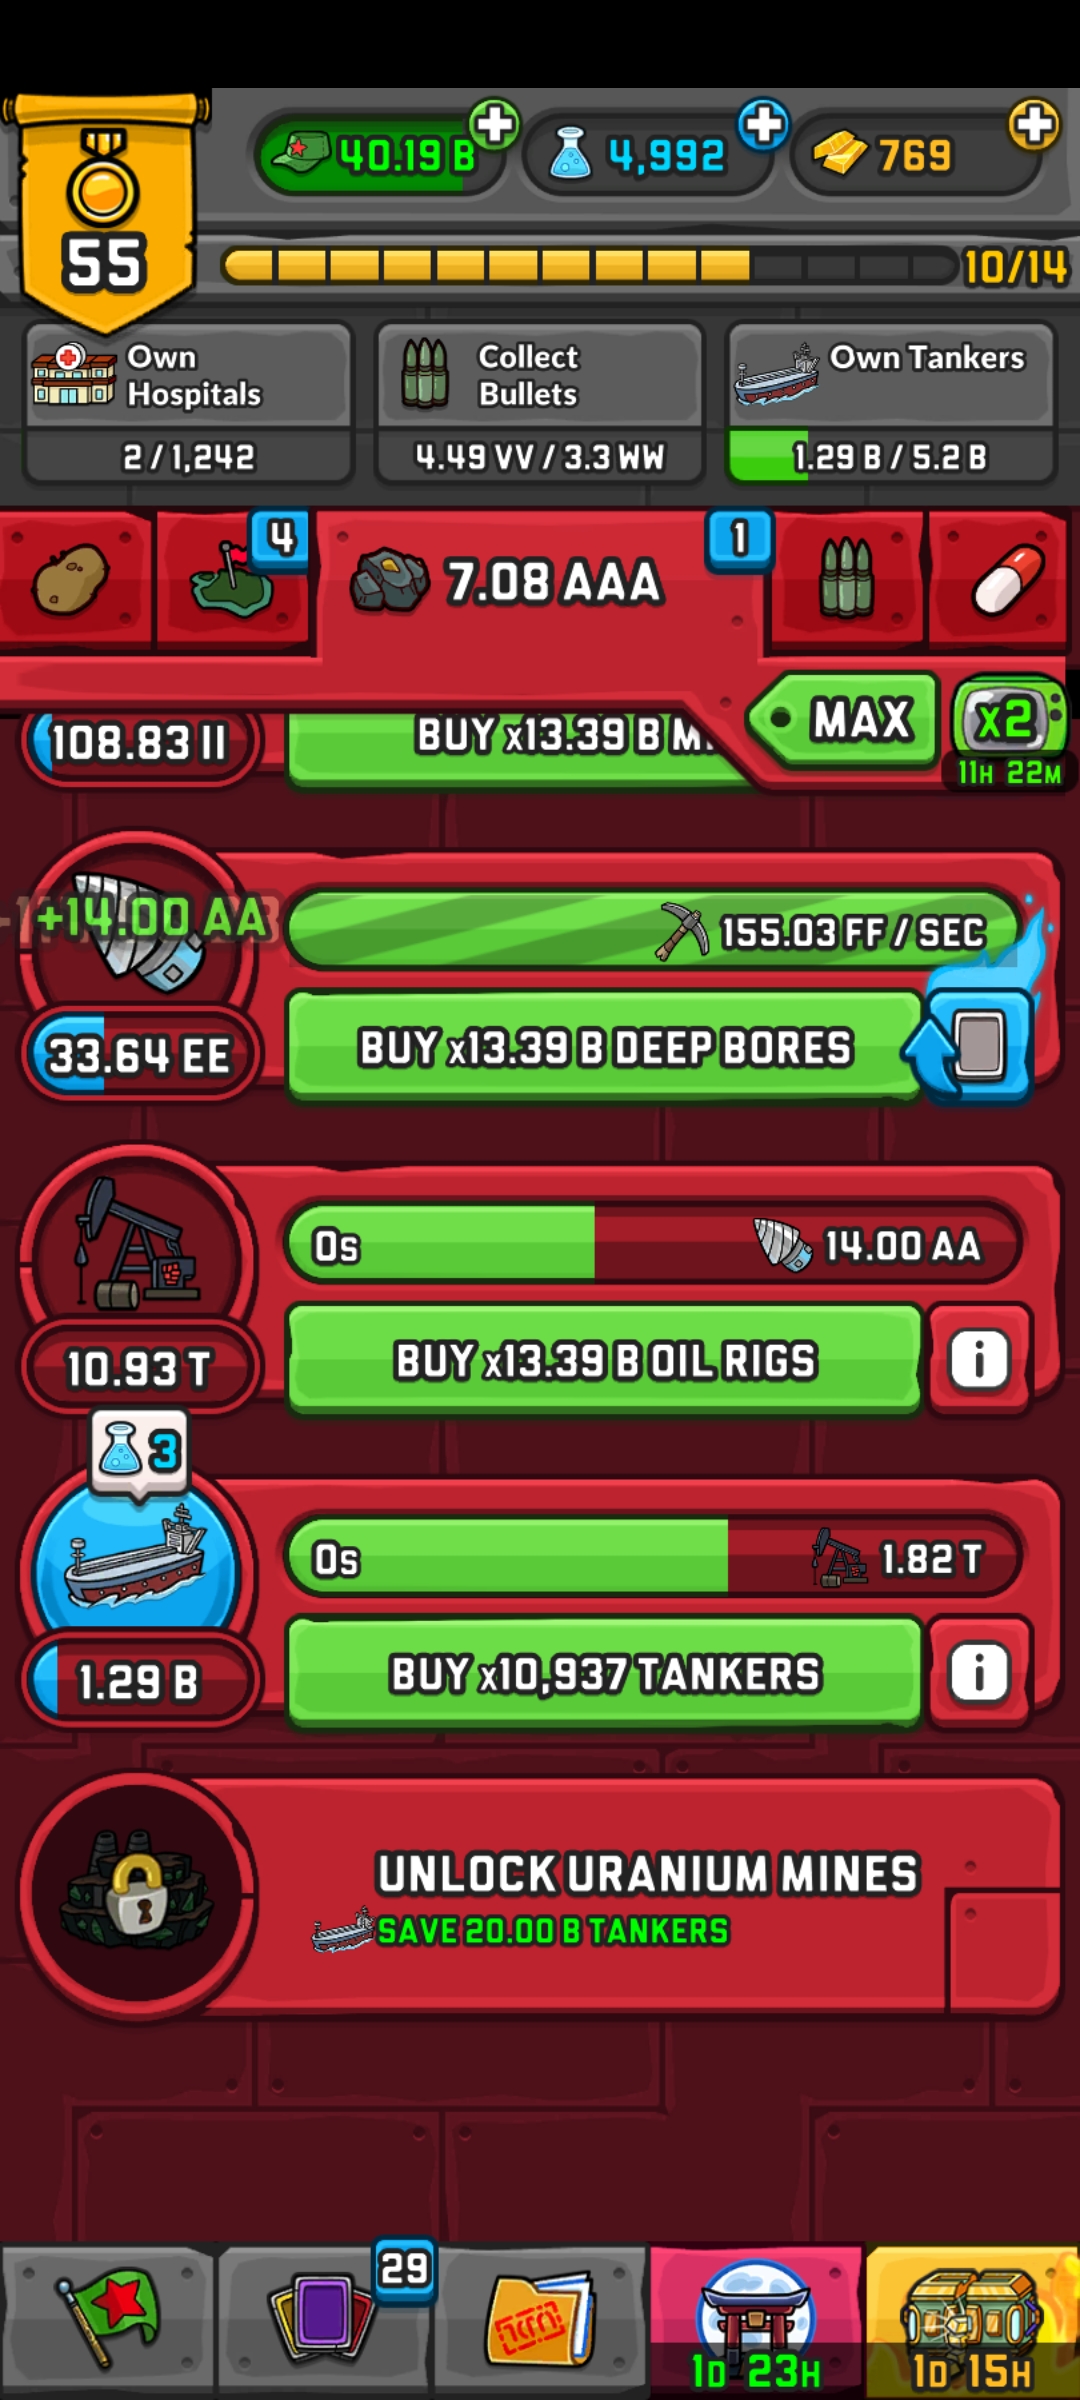 55
40.19 B
4,992
769
10/14
Own Hospitals
2 / 1,242
Collect Bullets
4.49 VV / 3.3 WW
Own Tankers
1.29 B / 5.2 B
4
7.08 AAA
1
MAX
x2
11H 22M
108.83 II
BUY x13.39 B M
+14.00 AA
155.03 FF / SEC
33.64 EE
BUY x13.39 B DEEP BORES
0s
14.00 AA
10.93 T
BUY x13.39 B OIL RIGS
i
3
0s
1.82 T
1.29 B
BUY x10,937 TANKERS
i
UNLOCK URANIUM MINES
SAVE 20.00 B TANKERS
29
1D 23H
1D 15H